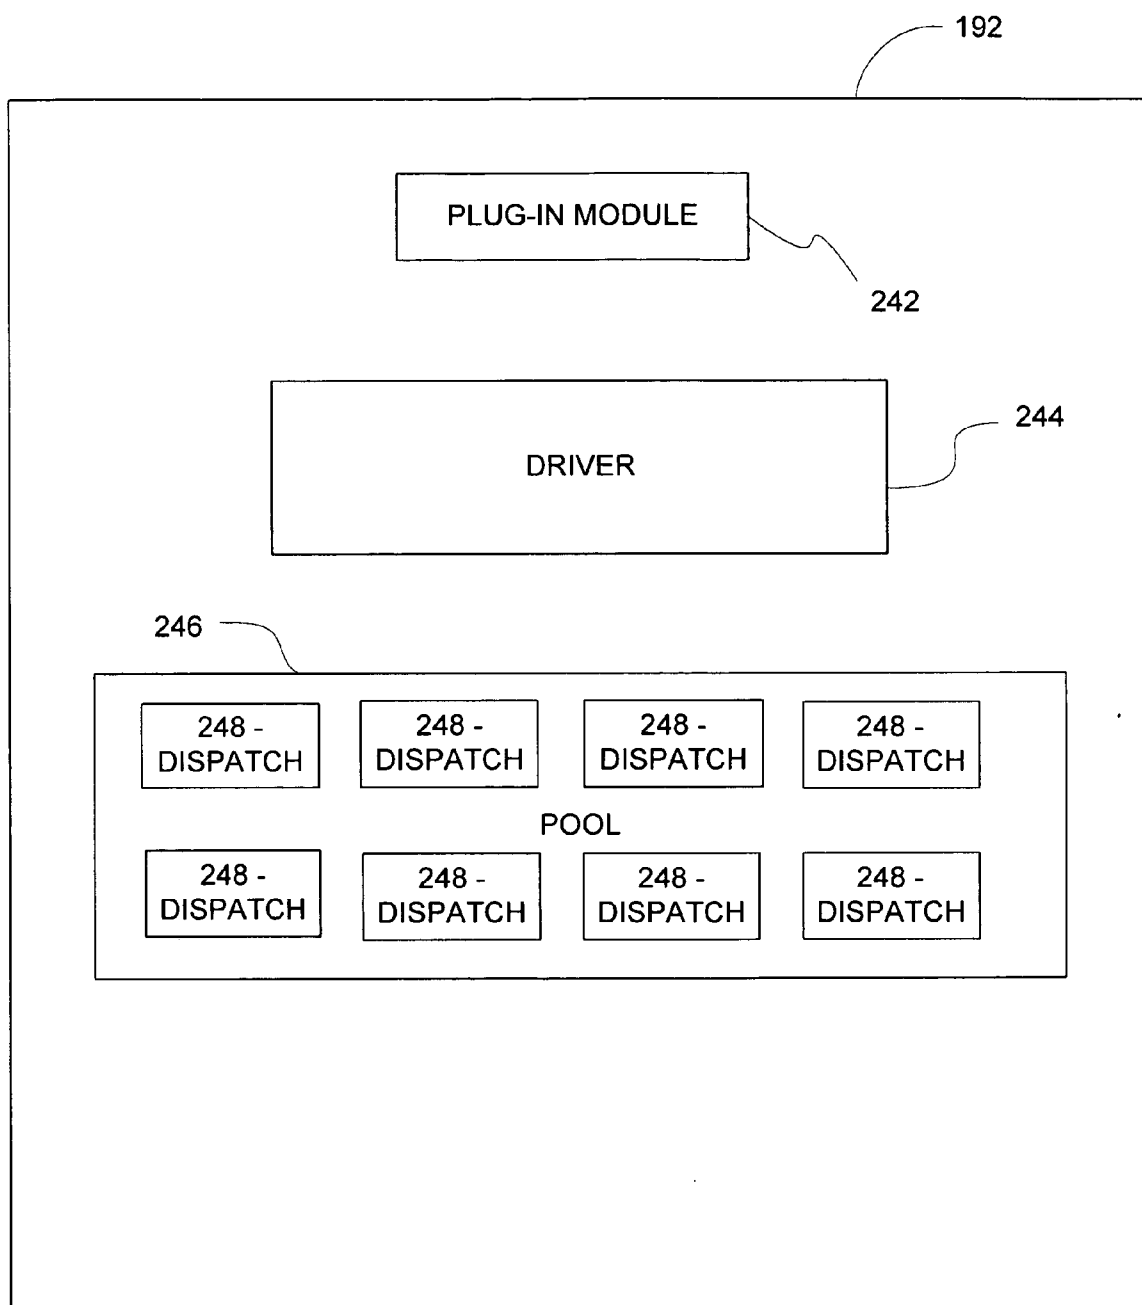 192
PLUG-IN MODULE
242
244
DRIVER
246
248 -
DISPATCH
248 -
DISPATCH
248 -
DISPATCH
248 -
DISPATCH
POOL
248 -
DISPATCH
248 -
DISPATCH
248 -
DISPATCH
248 -
DISPATCH